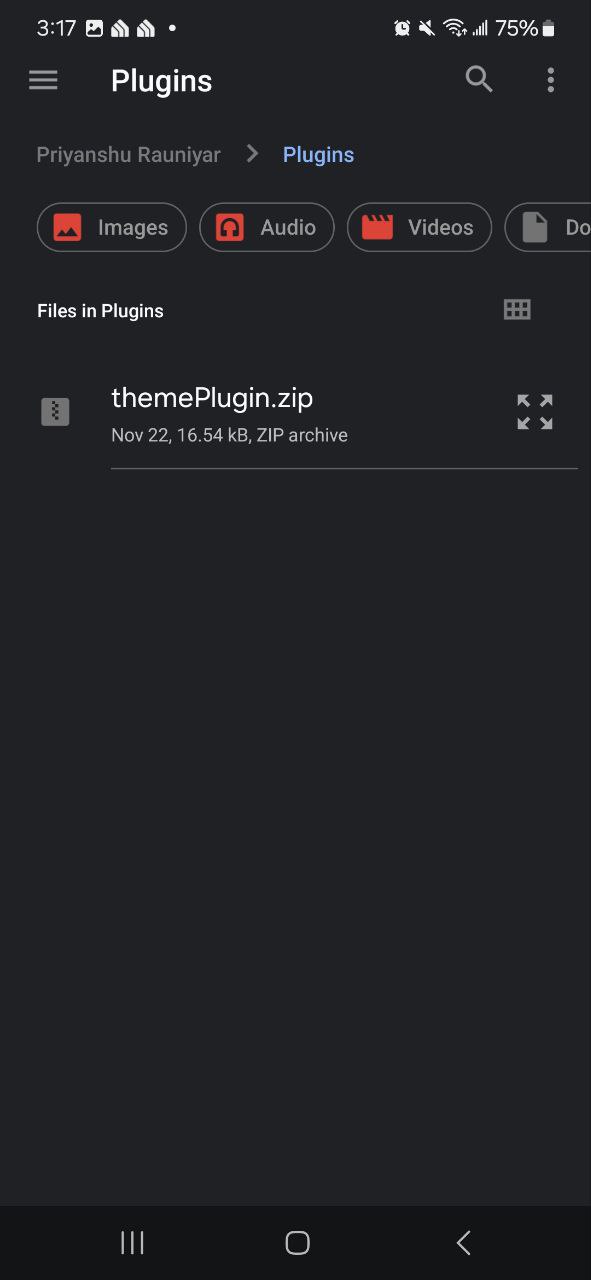 3:17 75%
Plugins
Priyanshu Rauniyar > Plugins
Images Audio Videos Do
Files in Plugins
themePlugin.zip
Nov 22, 16.54 kB, ZIP archive